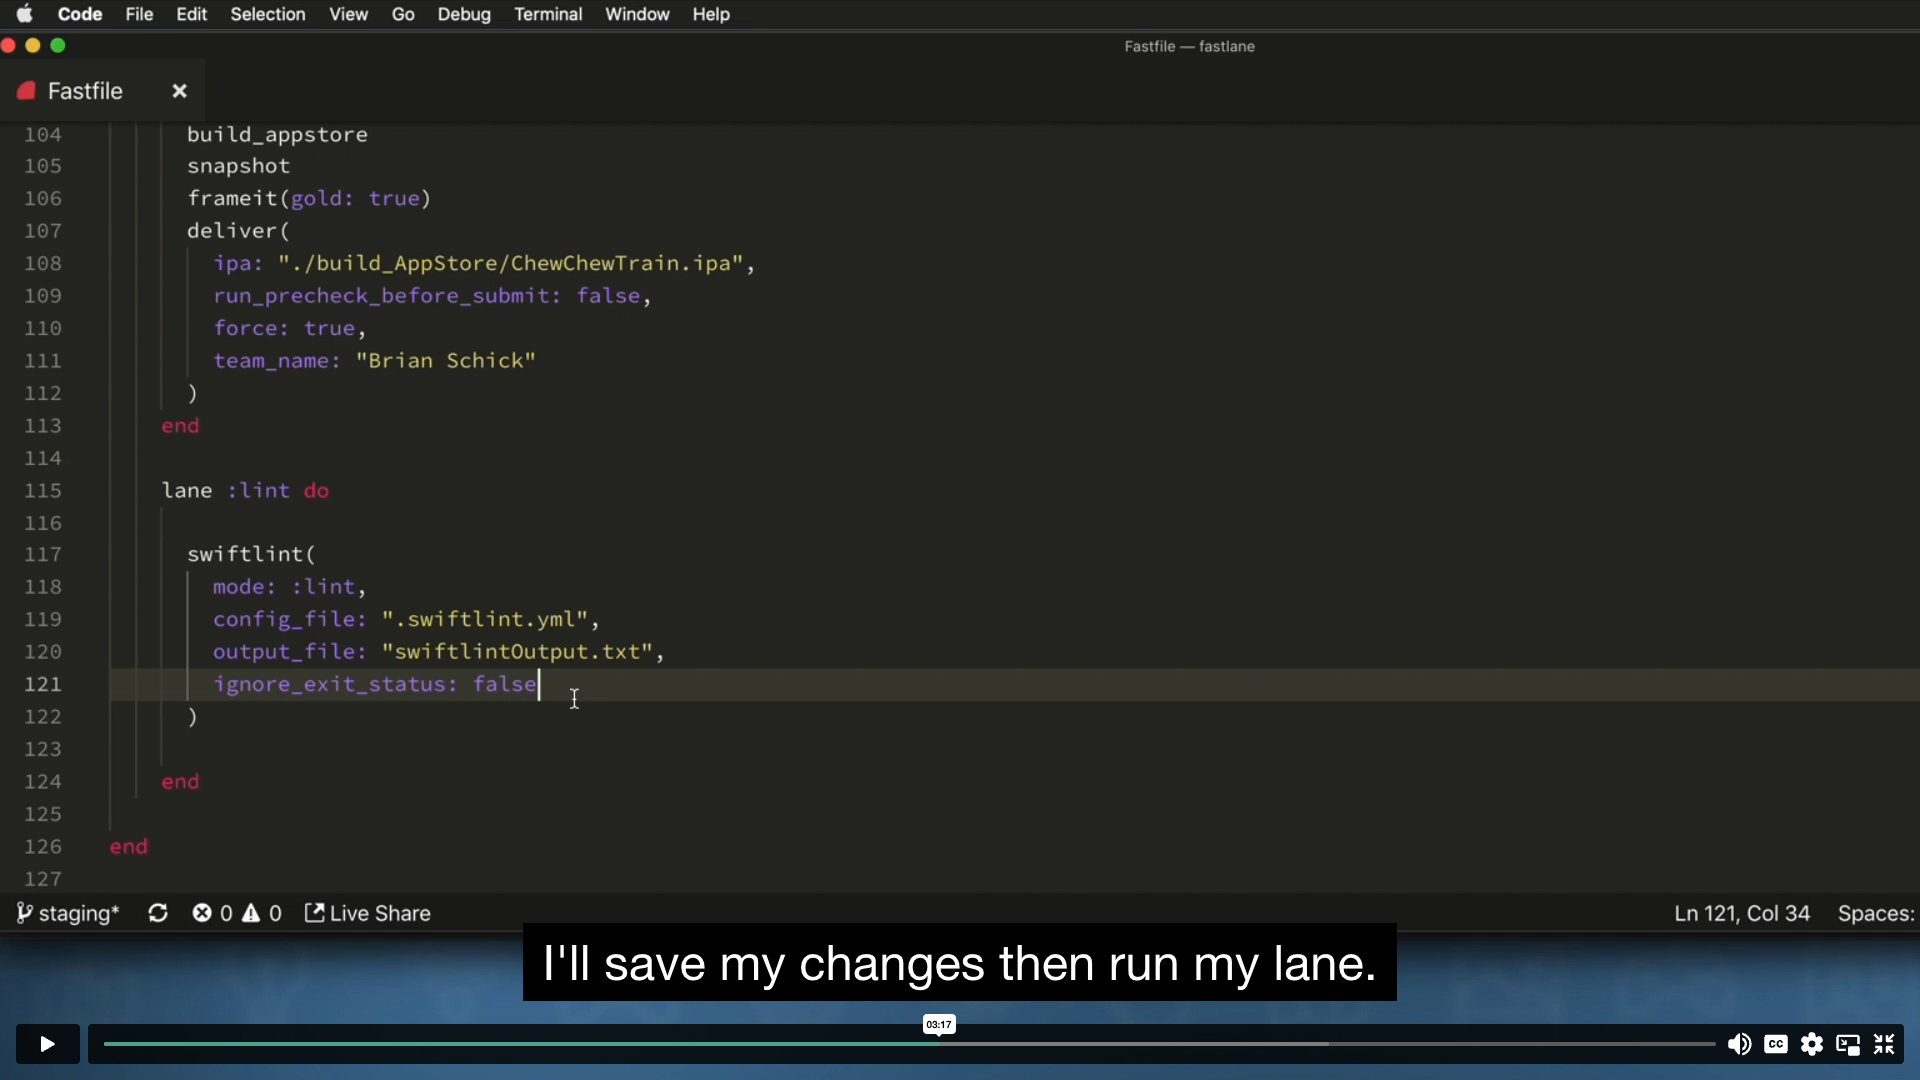 Code File Edit Selection View Go Debug Terminal Window Help
Fastfile — fastlane
Fastfile
104 build_appstore
105 snapshot
106 frameit(gold: true)
107 deliver(
108 ipa: "./build_AppStore/ChewChewTrain.ipa",
109 run_precheck_before_submit: false,
110 force: true,
111 team_name: "Brian Schick"
112 )
113 end
114
115 lane :lint do
116
117 swiftlint(
118 mode: :lint,
119 config_file: ".swiftlint.yml",
120 output_file: "swiftlintOutput.txt",
121 ignore_exit_status: false
122 )
123
124 end
125
126 end
127
staging* 0 0 Live Share Ln 121, Col 34 Spaces:
I'll save my changes then run my lane.
03:17
CC